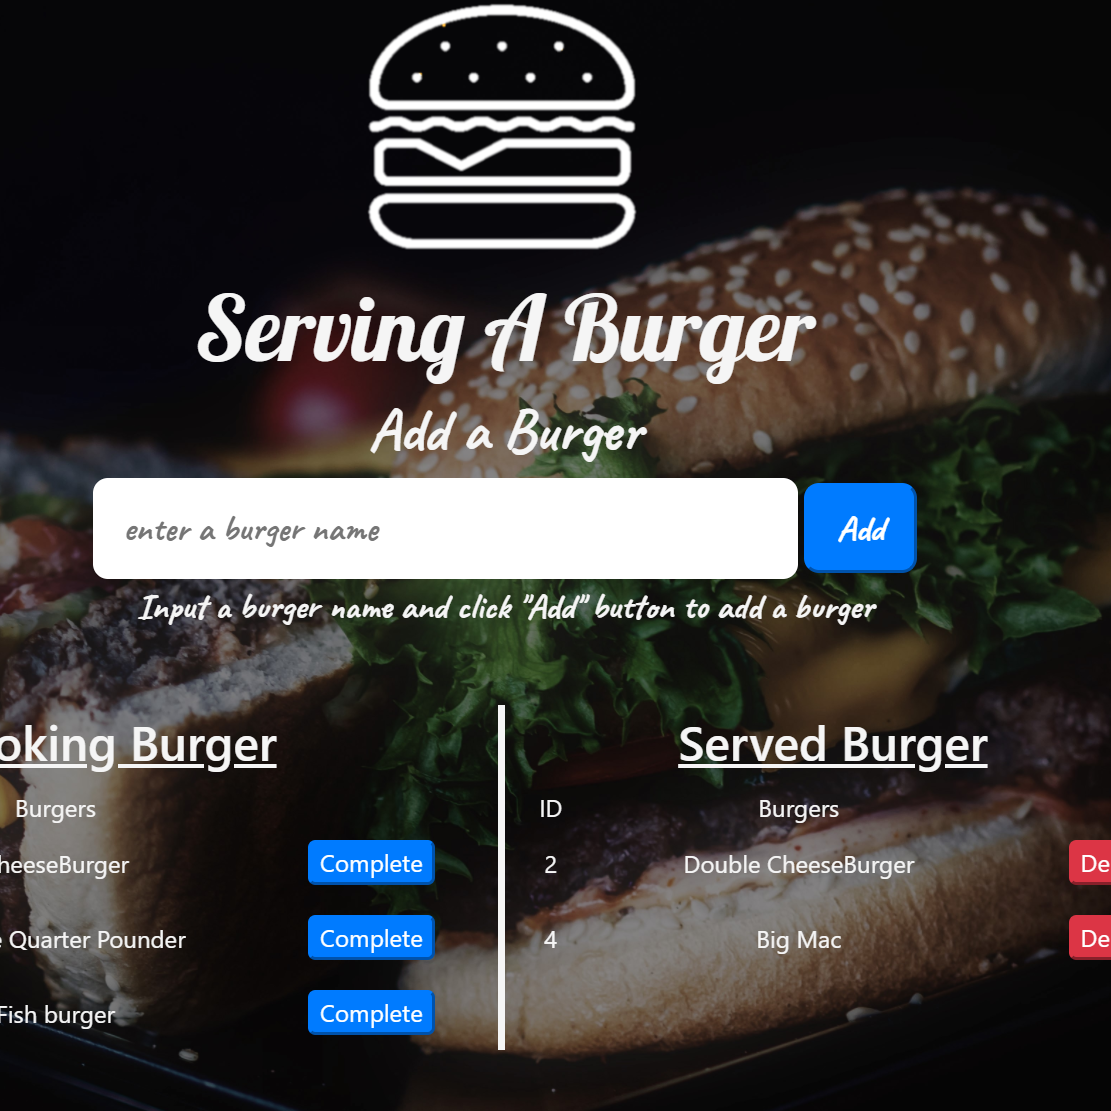 Serving A Burger
Add a Burger
enter a burger name
Add
Input a burger name and click "Add" button to add a burger
oking Burger
Served Burger
Burgers
ID
Burgers
heeseBurger
Complete
2
Double CheeseBurger
De
e Quarter Pounder
Complete
4
Big Mac
De
Fish burger
Complete